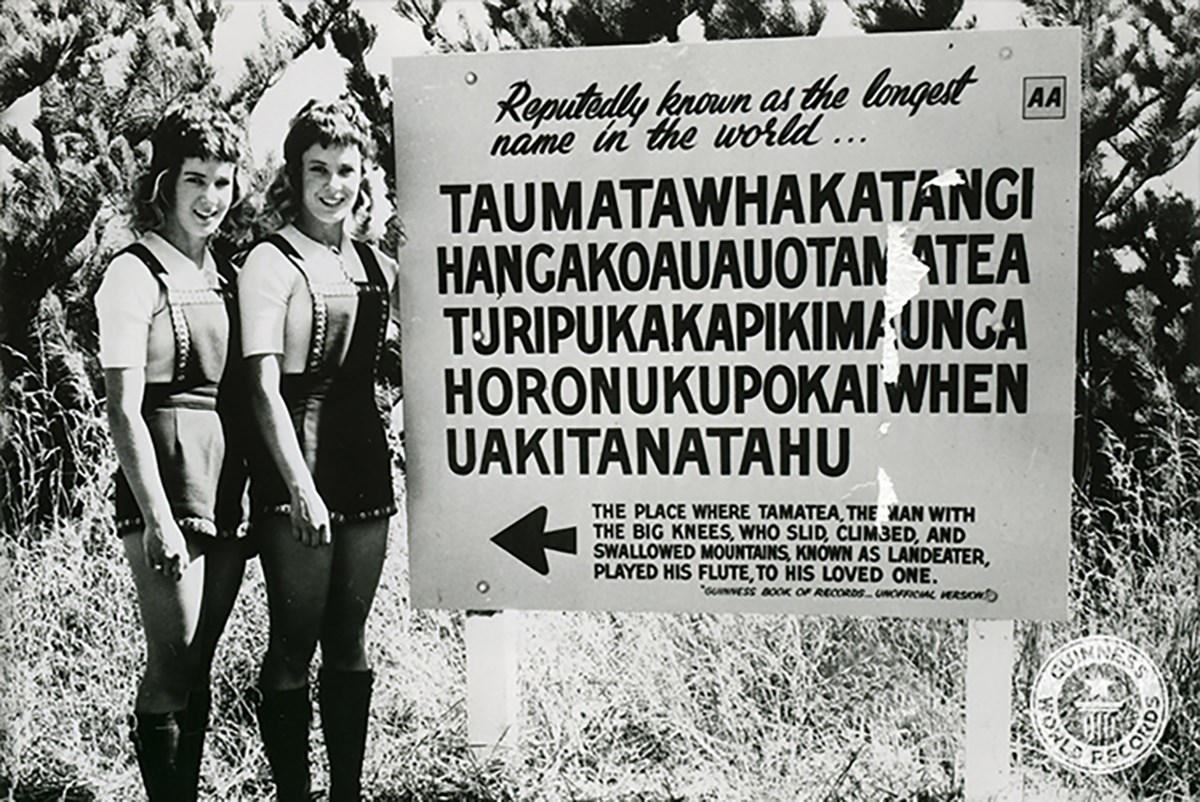 Reputedly known as the longest
name in the world ...
AA
TAUMATAWHAKATANGI
HANGAKOAUAUOTAMATEA
TURIPUKAKAPIKIMAUNGA
HORONUKUPOKAIWHEN
UAKITANATAHU
THE PLACE WHERE TAMATEA, THE MAN WITH
THE BIG KNEES, WHO SLID, CLIMBED, AND
SWALLOWED MOUNTAINS, KNOWN AS LANDEATER,
PLAYED HIS FLUTE, TO HIS LOVED ONE.
"GUINNESS BOOK OF RECORDS... UNOFFICIAL VERSION"
GUINNESS
WORLD RECORDS